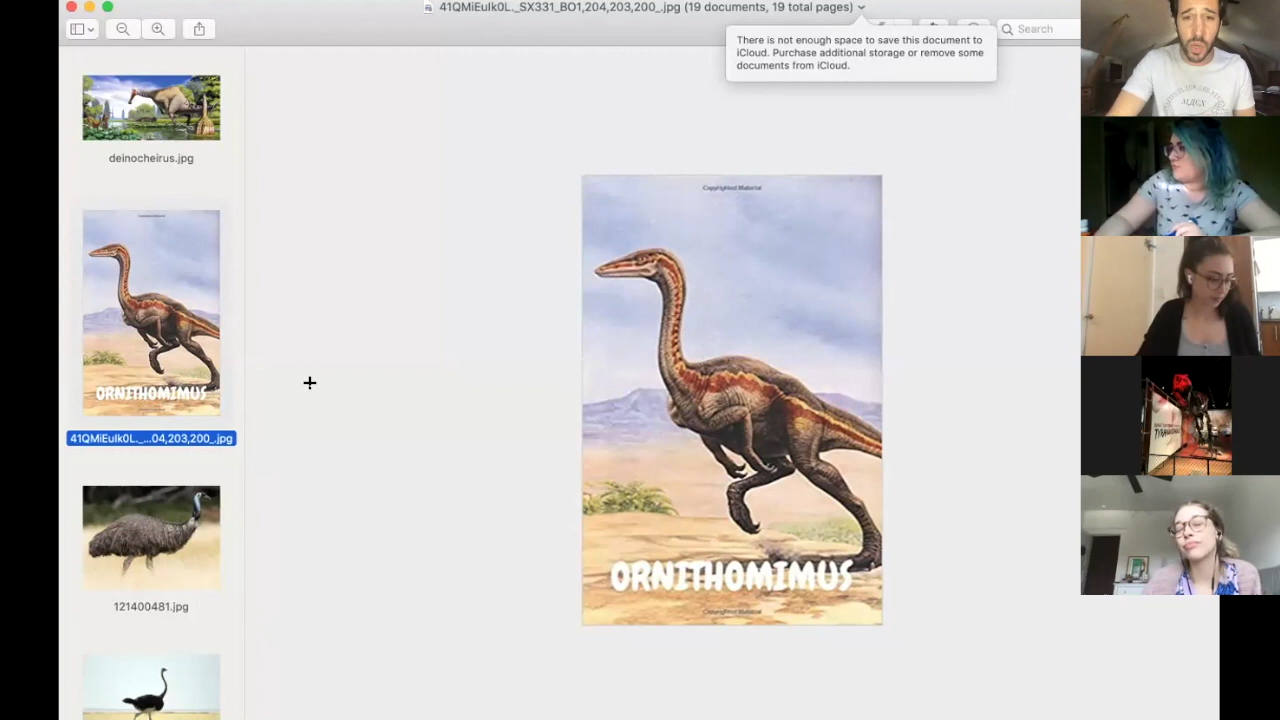 41QMiEuIk0L._SX331_BO1,204,203,200_.jpg (19 documents, 19 total pages)
Search
There is not enough space to save this document to
iCloud. Purchase additional storage or remove some
documents from iCloud.
deinocheirus.jpg
ORNITHOMIMUS
41QMiEuIk0L._...04,203,200_.jpg
121400481.jpg
Copyrighted Material
ORNITHOMIMUS
Copyrighted Material